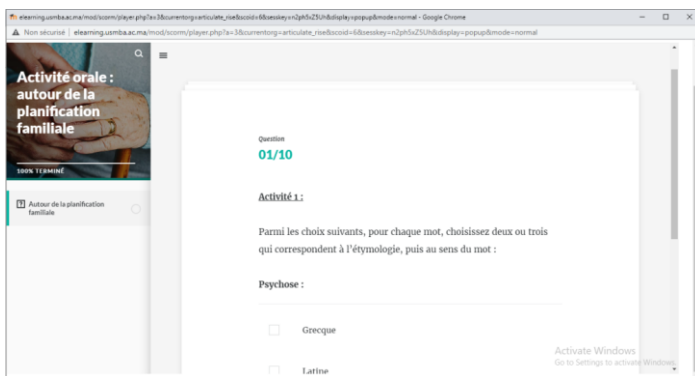 elearning.usmba.ac.ma/mod/scorm/player.php?a=3&currentorg=articulate_rise&scoid=6&sesskey=n2ph5xZ5Uh&display=popup&mode=normal - Google Chrome
Non sécurisé | elearning.usmba.ac.ma/mod/scorm/player.php?a=3&currentorg=articulate_rise&scoid=6&sesskey=n2ph5xZ5Uh&display=popup&mode=normal
Activité orale :
autour de la
planification
familiale
100% TERMINÉ
Autour de la planification
familiale
Question
01/10
Activité 1 :
Parmi les choix suivants, pour chaque mot, choisissez deux ou trois
qui correspondent à l'étymologie, puis au sens du mot :
Psychose :
Grecque
Latine
Activate Windows
Go to Settings to activate Windows.